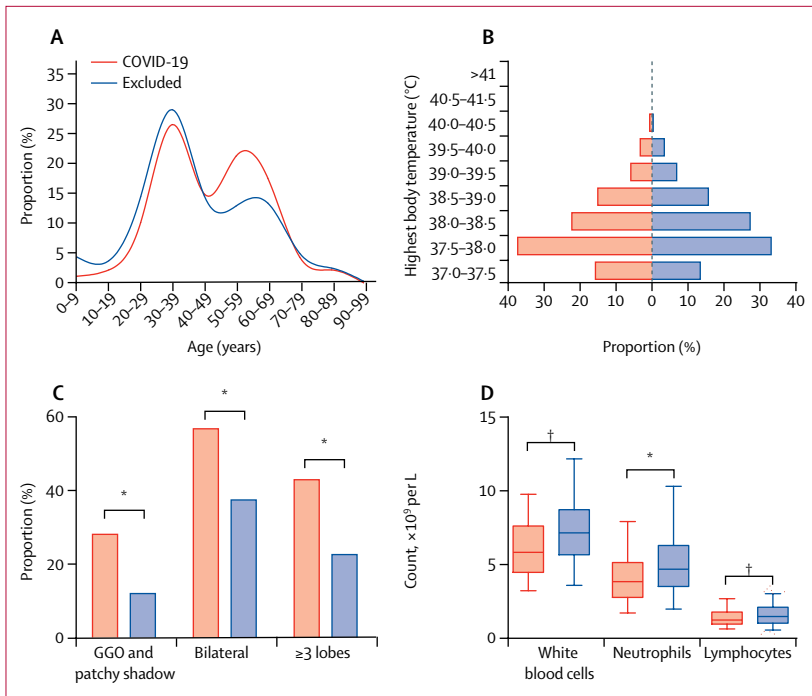 A
COVID-19
Excluded
Proportion (%)
35
30
25
20
15
10
5
0
0–9
10–19
20–29
30–39
40–49
50–59
60–69
70–79
80–89
90–99
Age (years)
B
Highest body temperature (°C)
>41
40·5–41·5
40·0–40·5
39·5–40·0
39·0–39·5
38·5–39·0
38·0–38·5
37·5–38·0
37·0–37·5
40 30 20 10 0 10 20 30 40
Proportion (%)
C
Proportion (%)
60
40
20
0
*
*
*
GGO and
patchy shadow
Bilateral
≥3 lobes
D
Count, ×10⁹ per L
15
10
5
0
†
*
†
White
blood cells
Neutrophils
Lymphocytes